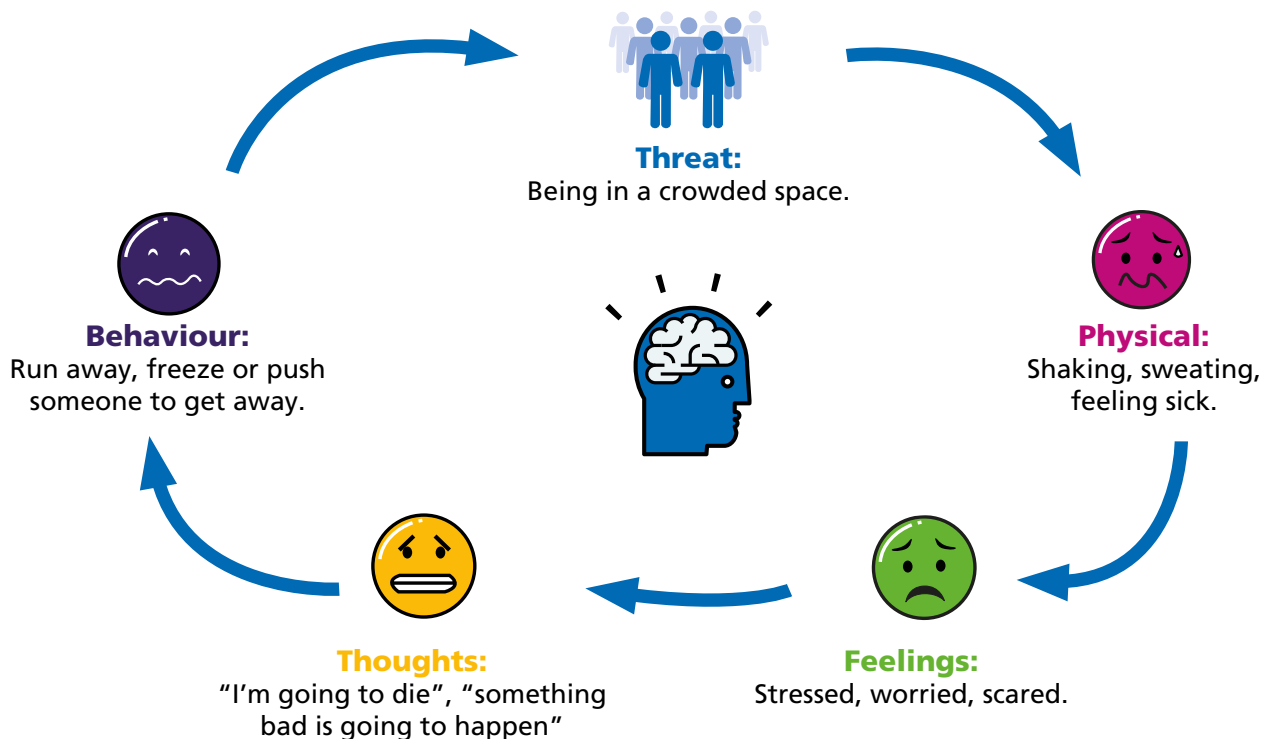 Threat:
Being in a crowded space.
Physical:
Shaking, sweating,
feeling sick.
Feelings:
Stressed, worried, scared.
Thoughts:
“I’m going to die”, “something
bad is going to happen”
Behaviour:
Run away, freeze or push
someone to get away.